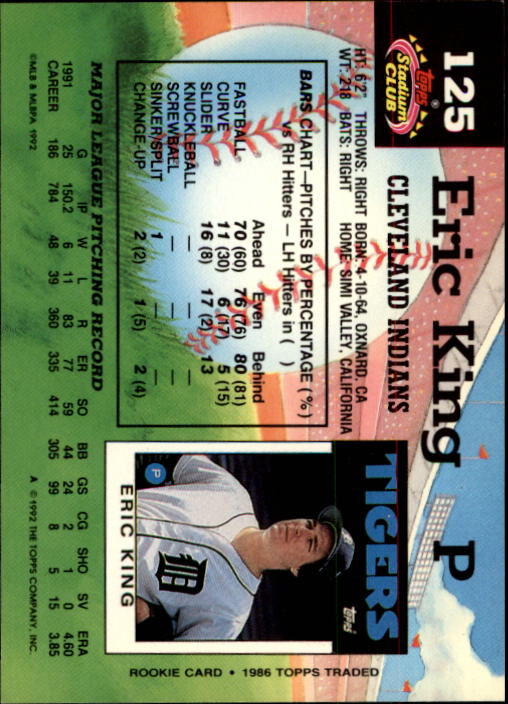 125
Eric King P
TOPPS®
Stadium
CLUB
CLEVELAND INDIANS
HT: 6'2" THROWS: RIGHT BORN: 4-10-64, OXNARD, CA
WT: 218 BATS: RIGHT HOME: SIMI VALLEY, CALIFORNIA
BARS CHART—PITCHES BY PERCENTAGE (%)
vs RH Hitters — LH Hitters in ( )
Ahead Even Behind
FASTBALL 70 (60) 76 (76) 80 (81)
CURVE 11 (30) 6 (17) 5 (15)
SLIDER 16 (8) 17 (2) 13
KNUCKLEBALL — — —
SCREWBALL — — —
SINKER/SPLIT 1 — —
CHANGE-UP 2 (2) 1 (5) 2 (4)
TIGERS
TOPPS
D
P
ERIC KING
ROOKIE CARD • 1986 TOPPS TRADED
MAJOR LEAGUE PITCHING RECORD
G IP W L R ER SO BB GS CG SHO SV ERA
1991 25 150.2 6 11 83 77 59 44 24 2 1 0 4.60
CAREER 186 784 48 39 360 335 414 305 99 8 5 15 3.85
©MLB & MLBPA 1992
A © 1992 THE TOPPS COMPANY, INC.